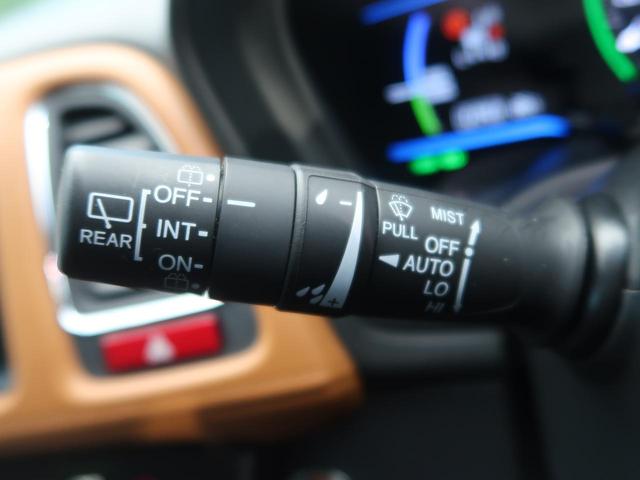 REAR
OFF-
INT-
ON-
—
-
+
PULL
MIST
OFF
AUTO
LO
HI